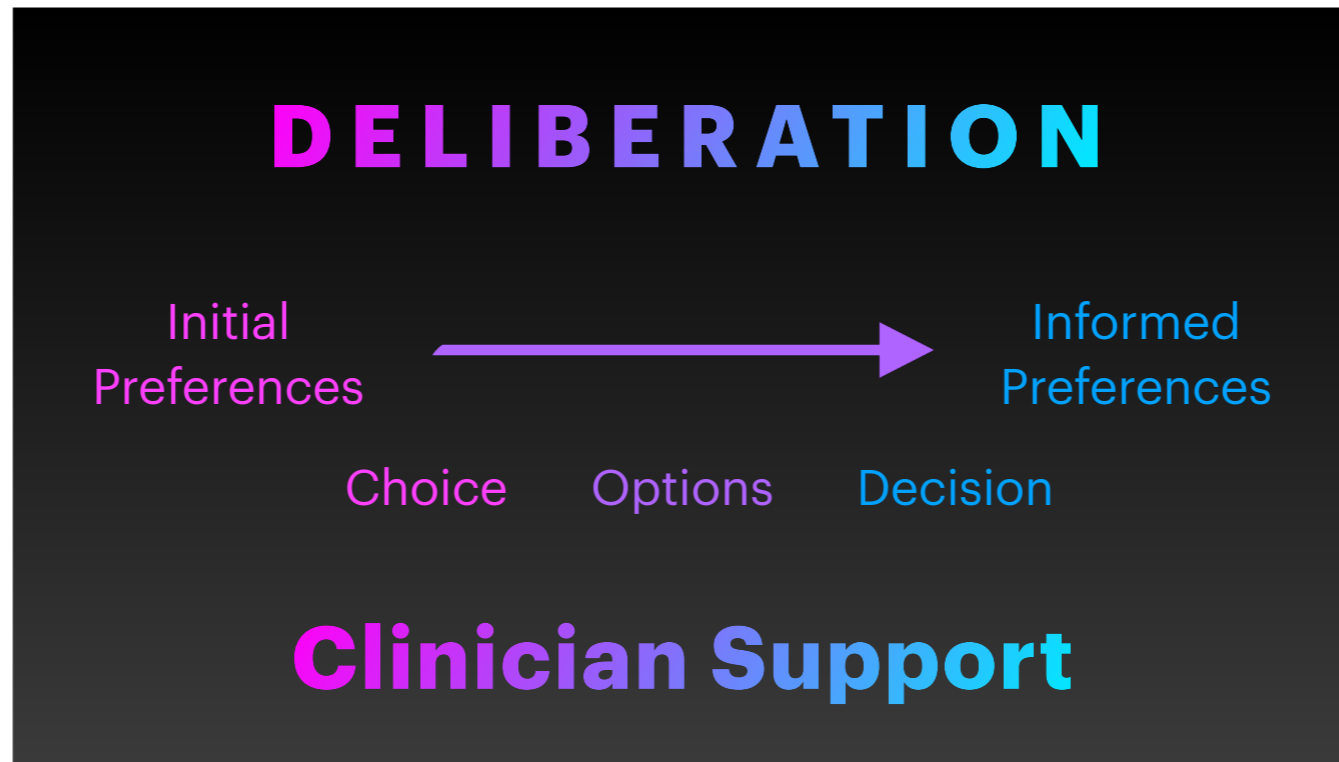 DELIBERATION
Initial
Preferences
Informed
Preferences
Choice Options Decision
Clinician Support